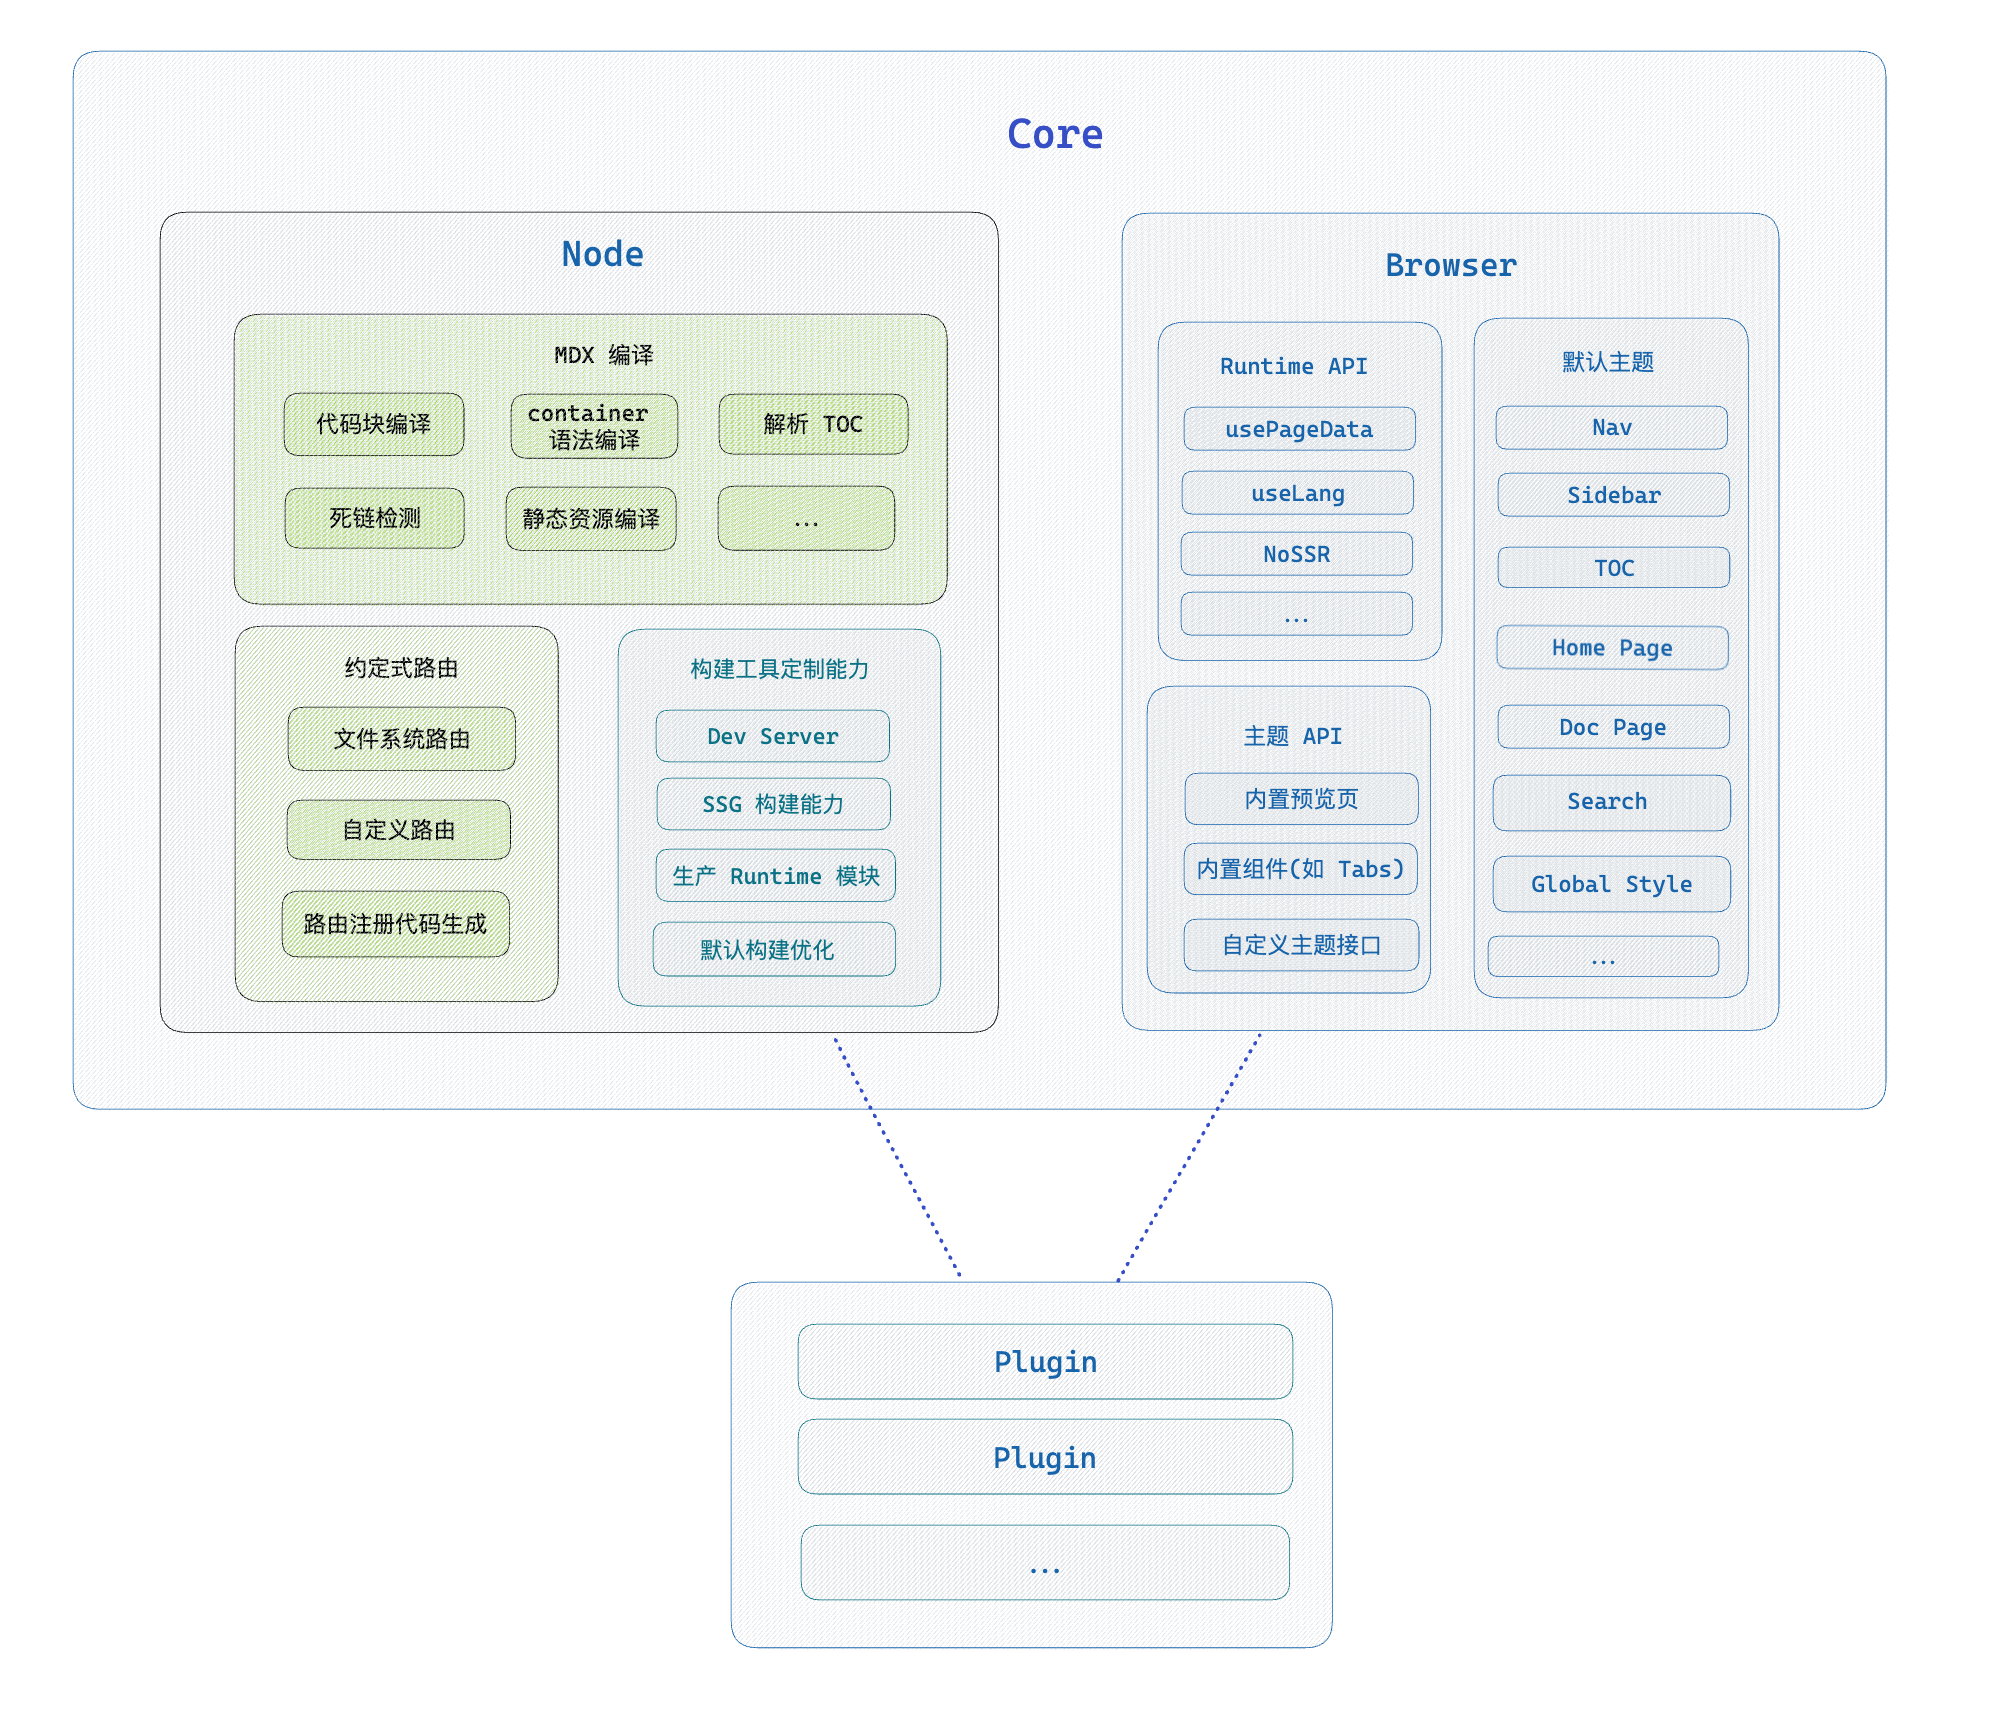 Core
Node
MDX 编译
代码块编译
container
语法编译
解析 TOC
死链检测
静态资源编译
...
约定式路由
文件系统路由
自定义路由
路由注册代码生成
构建工具定制能力
Dev Server
SSG 构建能力
生产 Runtime 模块
默认构建优化
Browser
Runtime API
usePageData
useLang
NoSSR
...
主题 API
内置预览页
内置组件(如 Tabs)
自定义主题接口
默认主题
Nav
Sidebar
TOC
Home Page
Doc Page
Search
Global Style
...
Plugin
Plugin
...